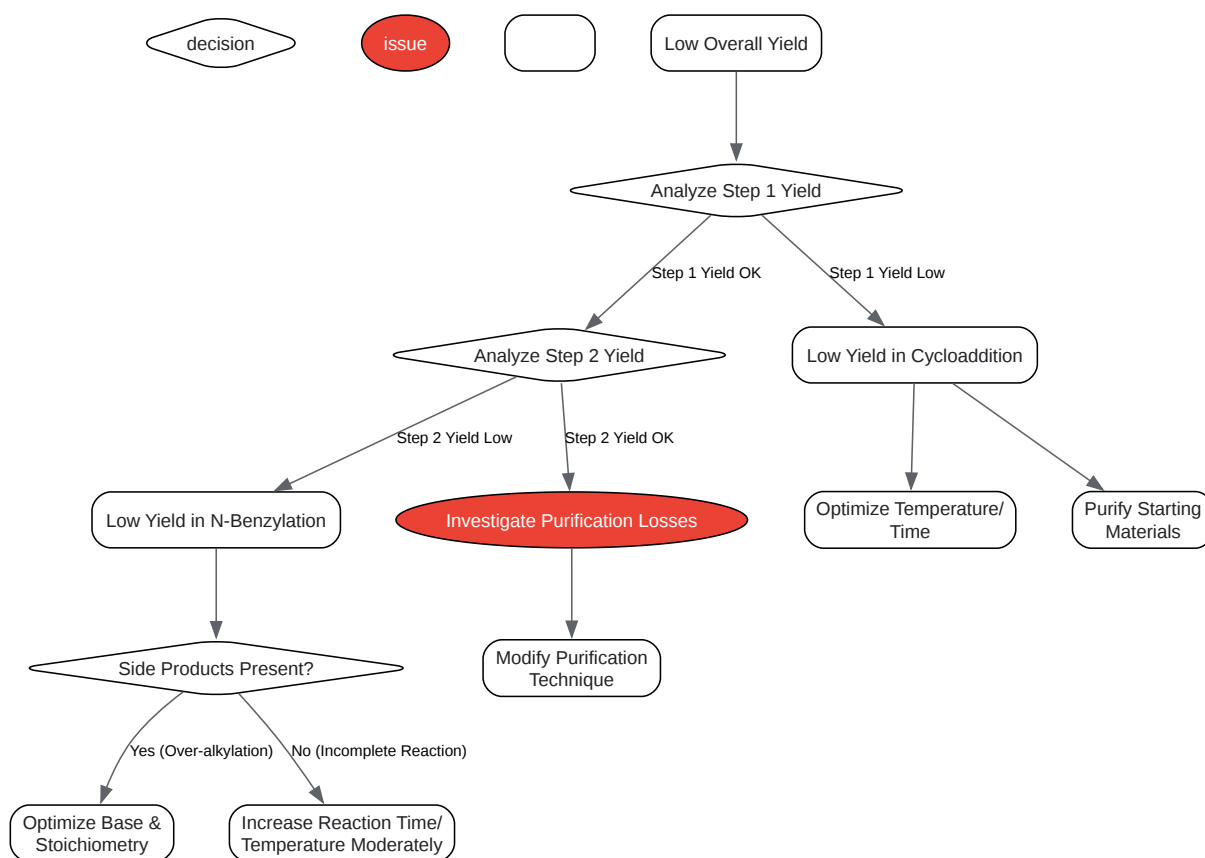 decision
issue
Low Overall Yield
Analyze Step 1 Yield
Step 1 Yield OK
Step 1 Yield Low
Analyze Step 2 Yield
Low Yield in Cycloaddition
Step 2 Yield Low
Step 2 Yield OK
Low Yield in N-Benzylation
Investigate Purification Losses
Optimize Temperature/
Time
Purify Starting
Materials
Side Products Present?
Modify Purification
Technique
Yes (Over-alkylation)
No (Incomplete Reaction)
Optimize Base &
Stoichiometry
Increase Reaction Time/
Temperature Moderately